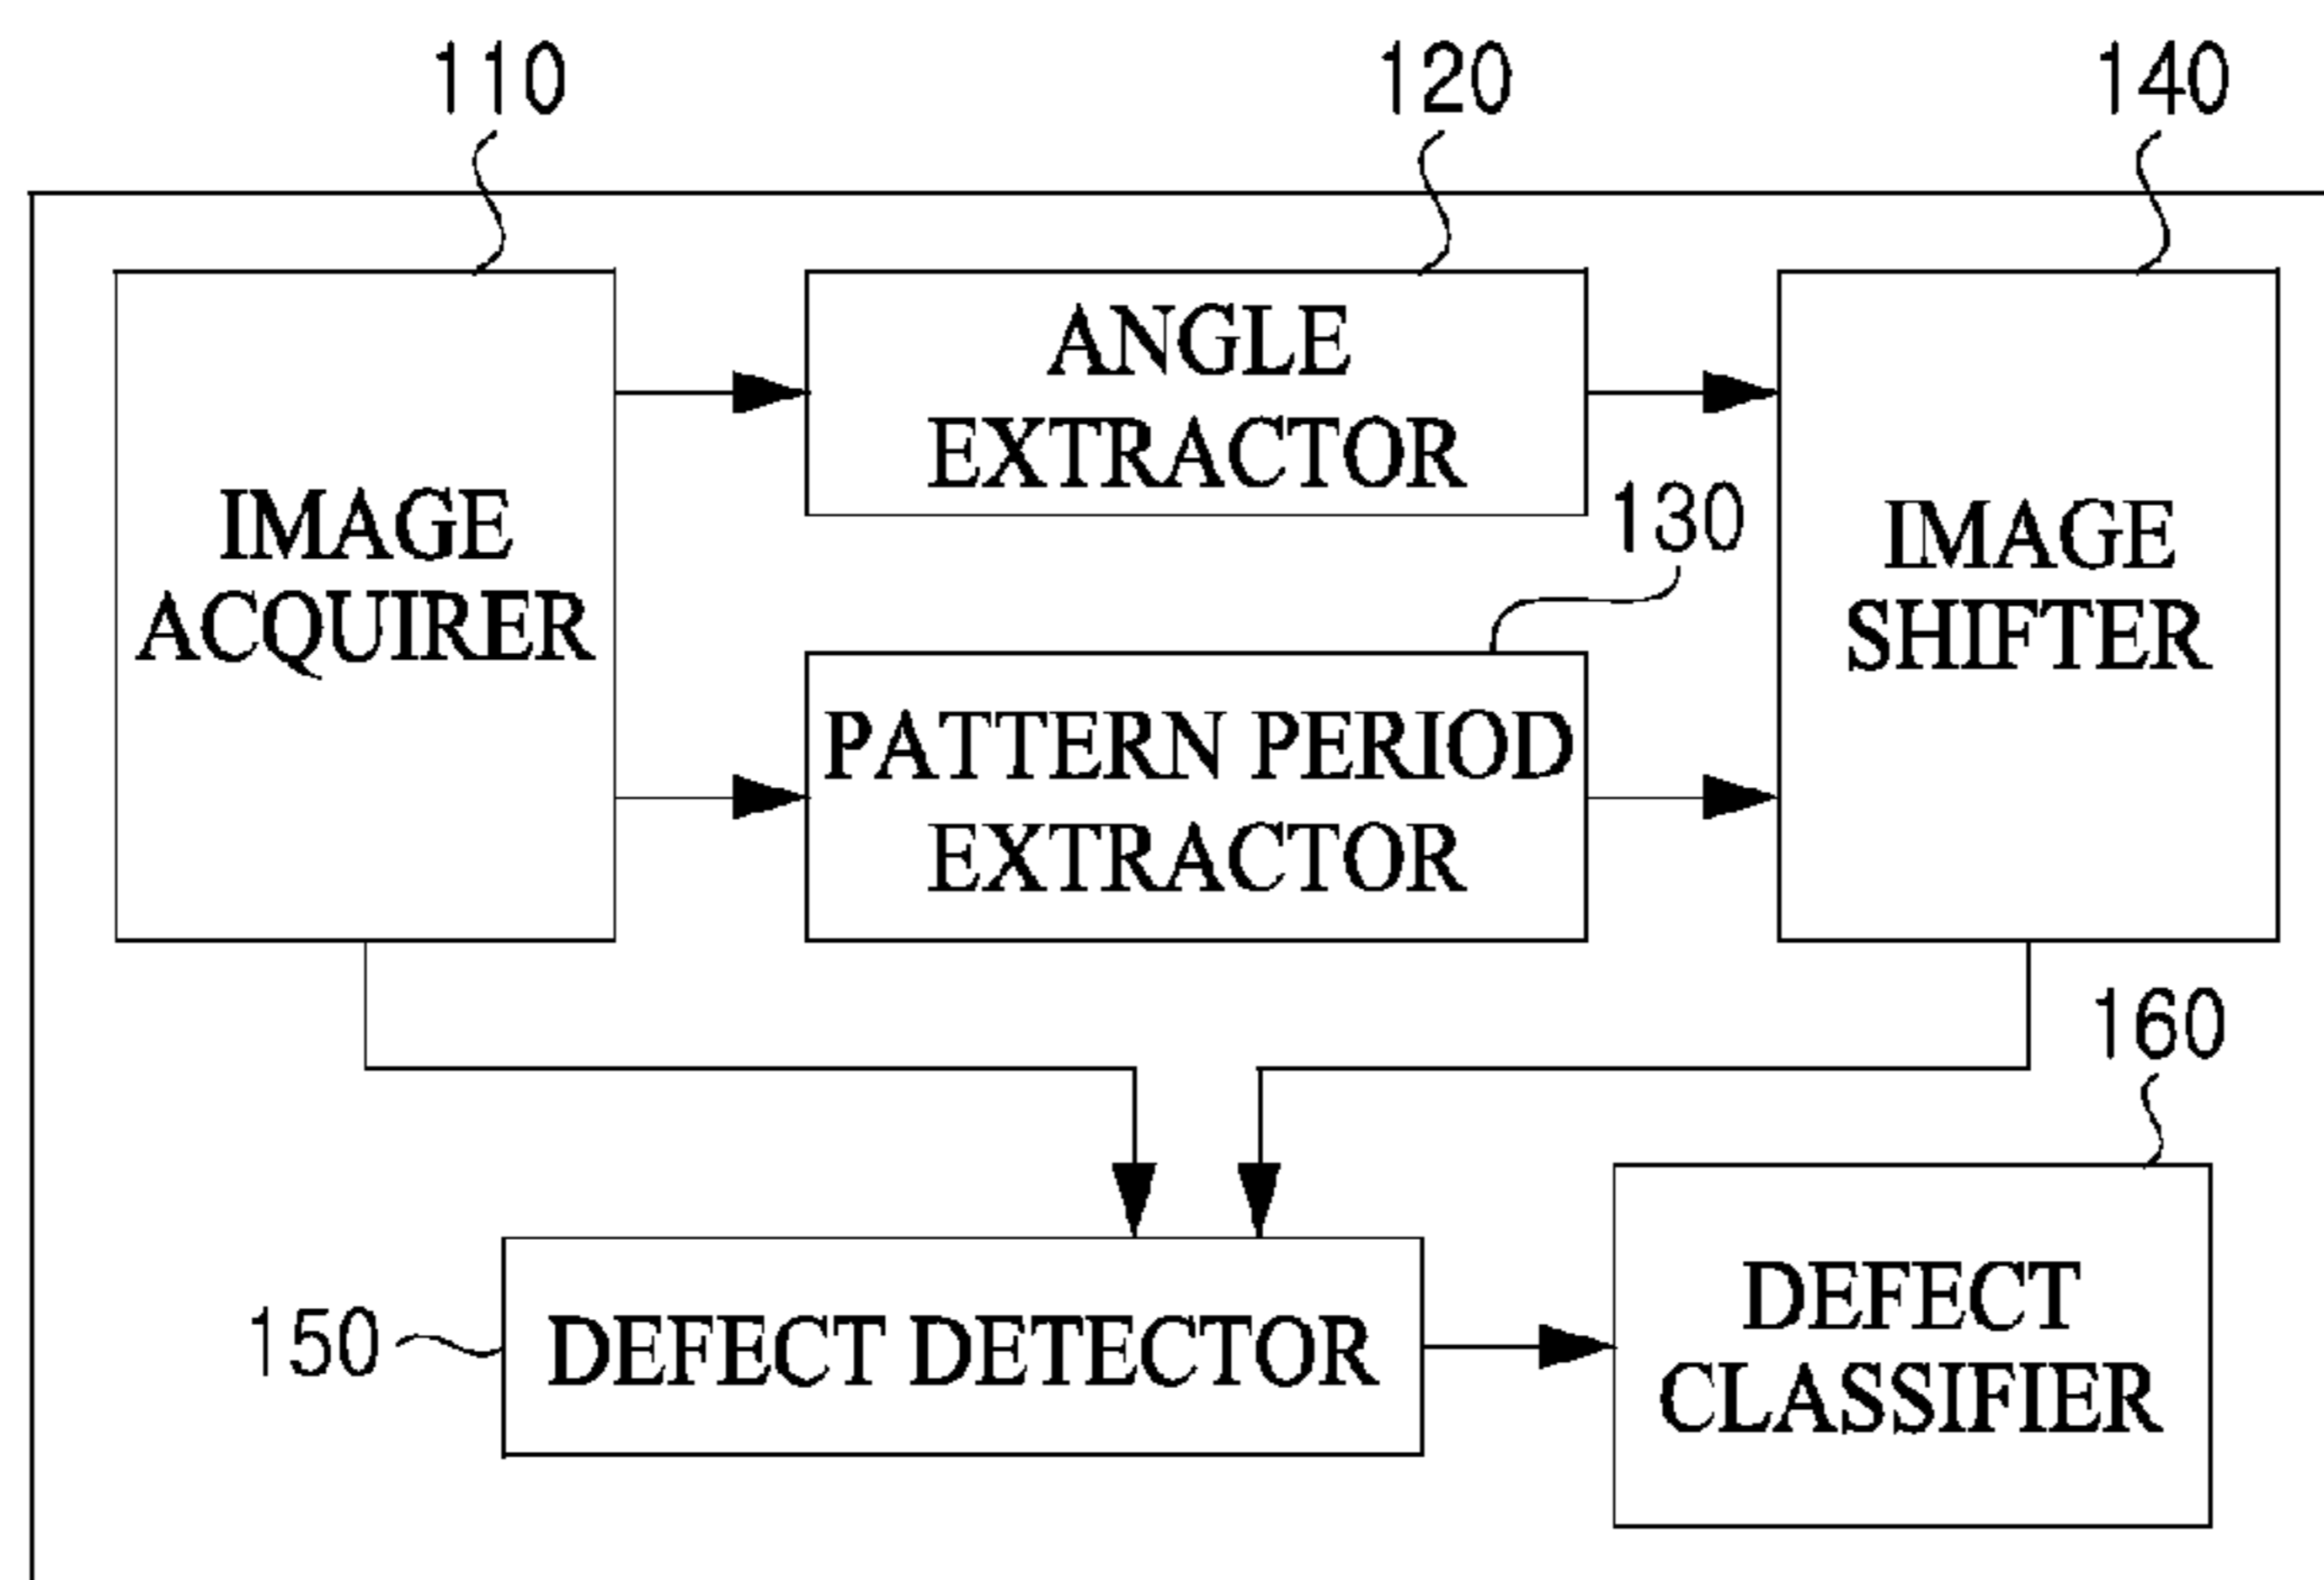 110
120
140
IMAGE
ACQUIRER
ANGLE
EXTRACTOR
130
PATTERN PERIOD
EXTRACTOR
IMAGE
SHIFTER
160
150
DEFECT DETECTOR
DEFECT
CLASSIFIER